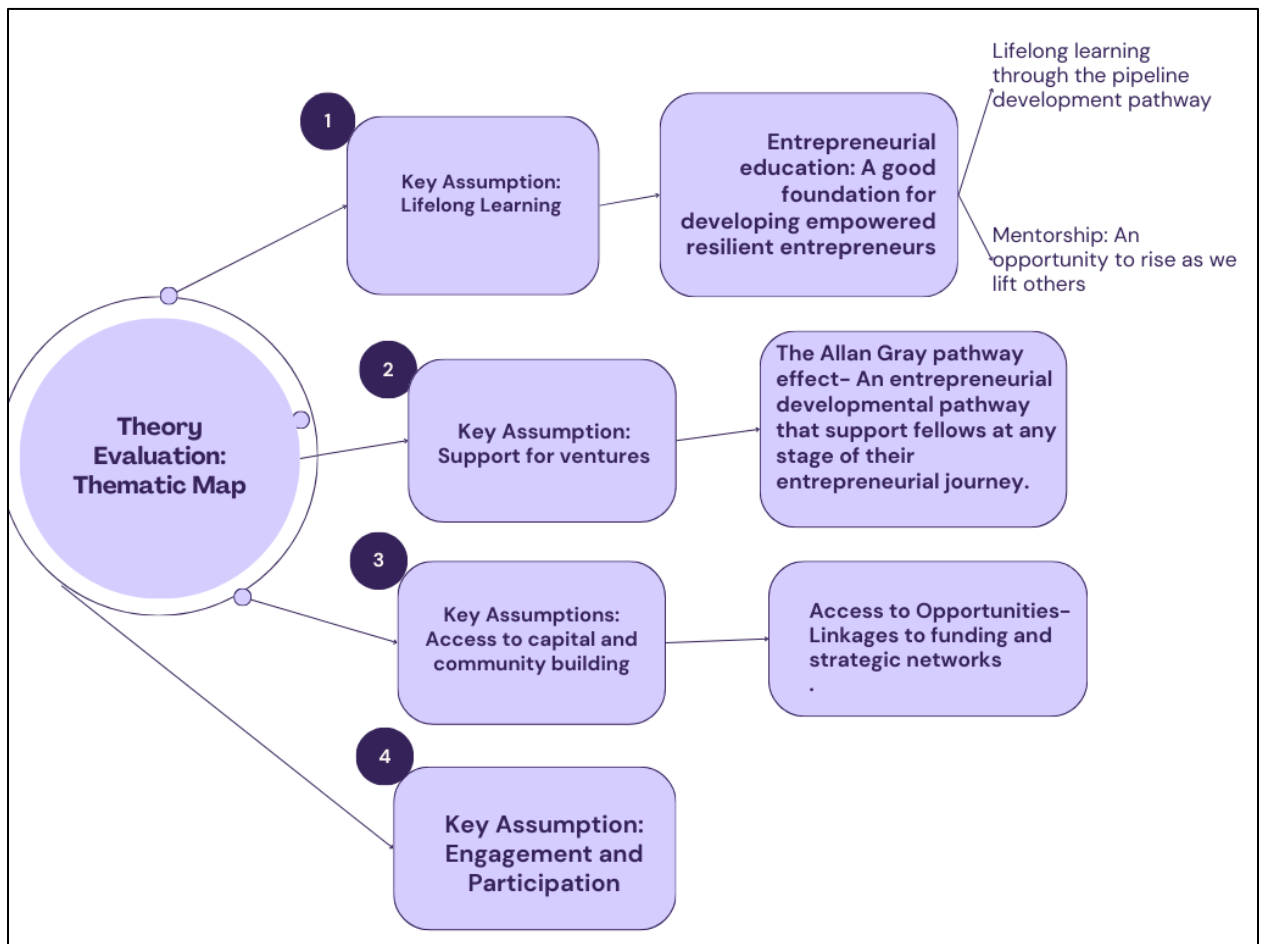 Theory
Evaluation:
Thematic Map
1
Key Assumption:
Lifelong Learning
Entrepreneurial
education: A good
foundation for
developing empowered
resilient entrepreneurs
Lifelong learning
through the pipeline
development pathway
Mentorship: An
opportunity to rise as we
lift others
2
Key Assumption:
Support for ventures
The Allan Gray pathway
effect- An entrepreneurial
developmental pathway
that support fellows at any
stage of their
entrepreneurial journey.
3
Key Assumptions:
Access to capital and
community building
Access to Opportunities-
Linkages to funding and
strategic networks
.
4
Key Assumption:
Engagement and
Participation